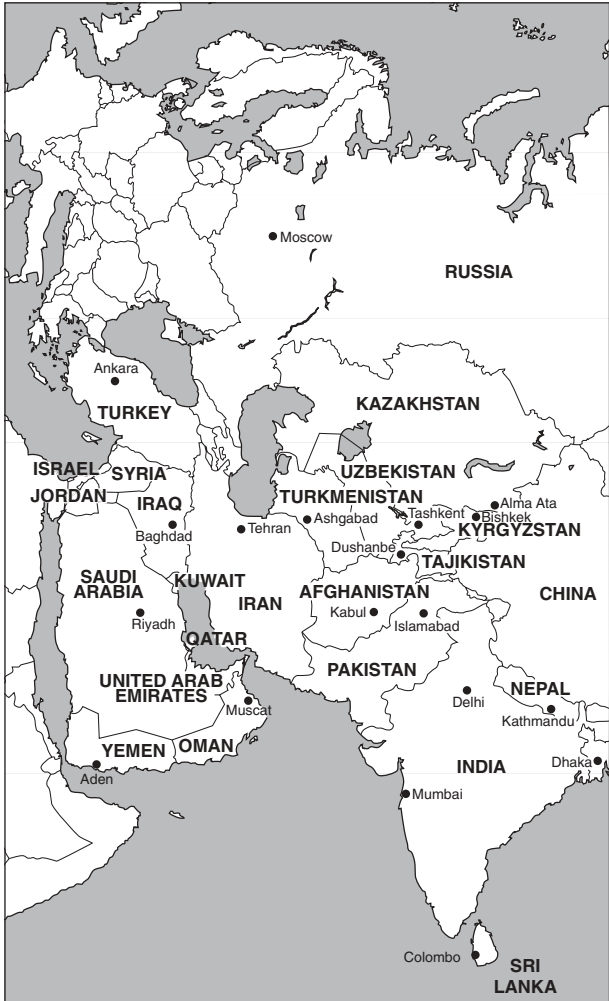 Moscow
RUSSIA
Ankara
TURKEY
KAZAKHSTAN
ISRAEL
SYRIA
UZBEKISTAN
JORDAN
IRAQ
TURKMENISTAN
Alma Ata
Baghdad
Tehran
Ashgabad
Tashkent
Bishkek
KYRGYZSTAN
Dushanbe
TAJIKISTAN
SAUDI
ARABIA
KUWAIT
IRAN
AFGHANISTAN
CHINA
Riyadh
Kabul
Islamabad
QATAR
PAKISTAN
UNITED ARAB
EMIRATES
Delhi
NEPAL
Muscat
Kathmandu
YEMEN
OMAN
Aden
INDIA
Dhaka
Mumbai
Colombo
SRI
LANKA